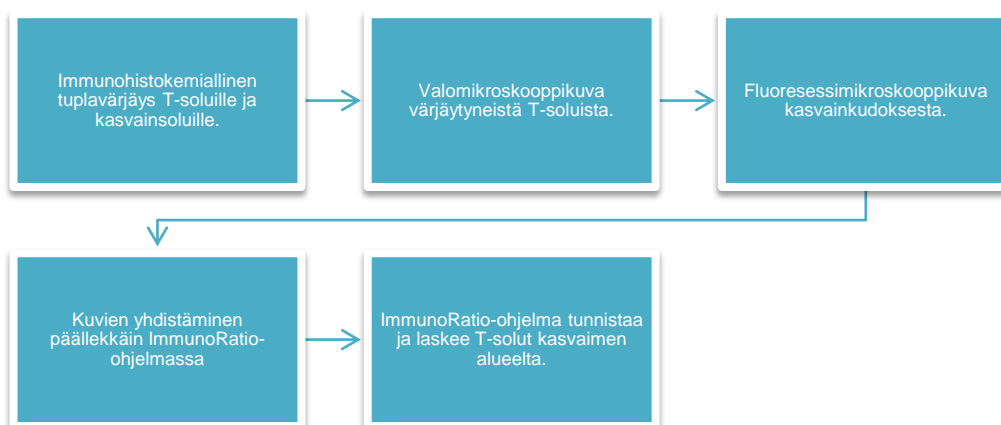 Immunohistokemiallinen
tuplavärjäys T-soluille ja
kasvainsoluille.
Valomikroskooppikuva
värjäytyneistä T-soluista.
Fluoresessimikroskooppikuva
kasvainkudoksesta.
Kuvien yhdistäminen
päällekkäin ImmunoRatio-
ohjelmassa
ImmunoRatio-ohjelma tunnistaa
ja laskee T-solut kasvaimen
alueelta.